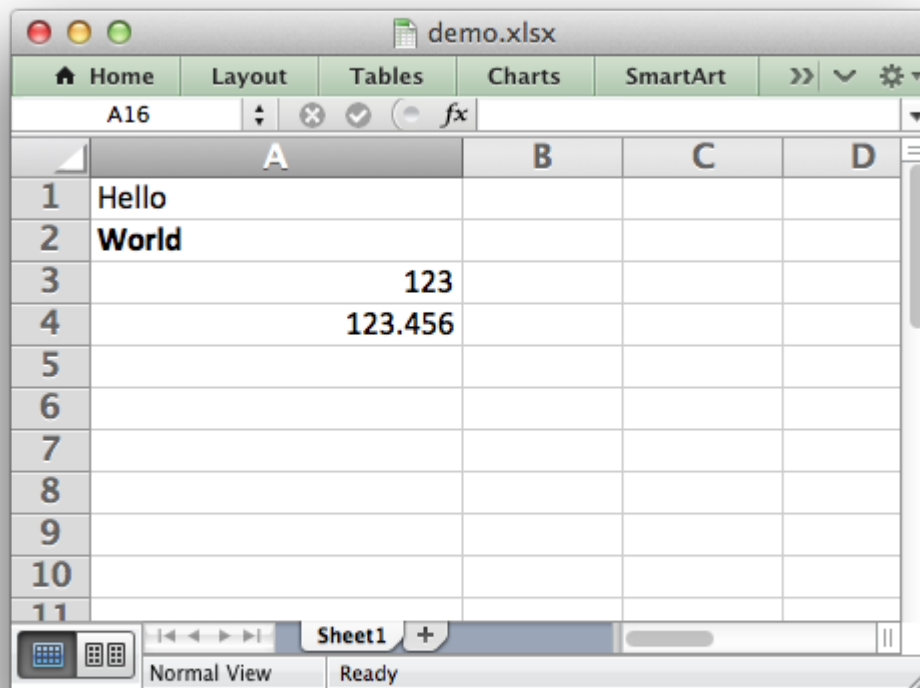 demo.xlsx
Home Layout Tables Charts SmartArt
A16 fx
A B C D
1 Hello
2 World
3 123
4 123.456
5
6
7
8
9
10
11
Sheet1 +
Normal View Ready